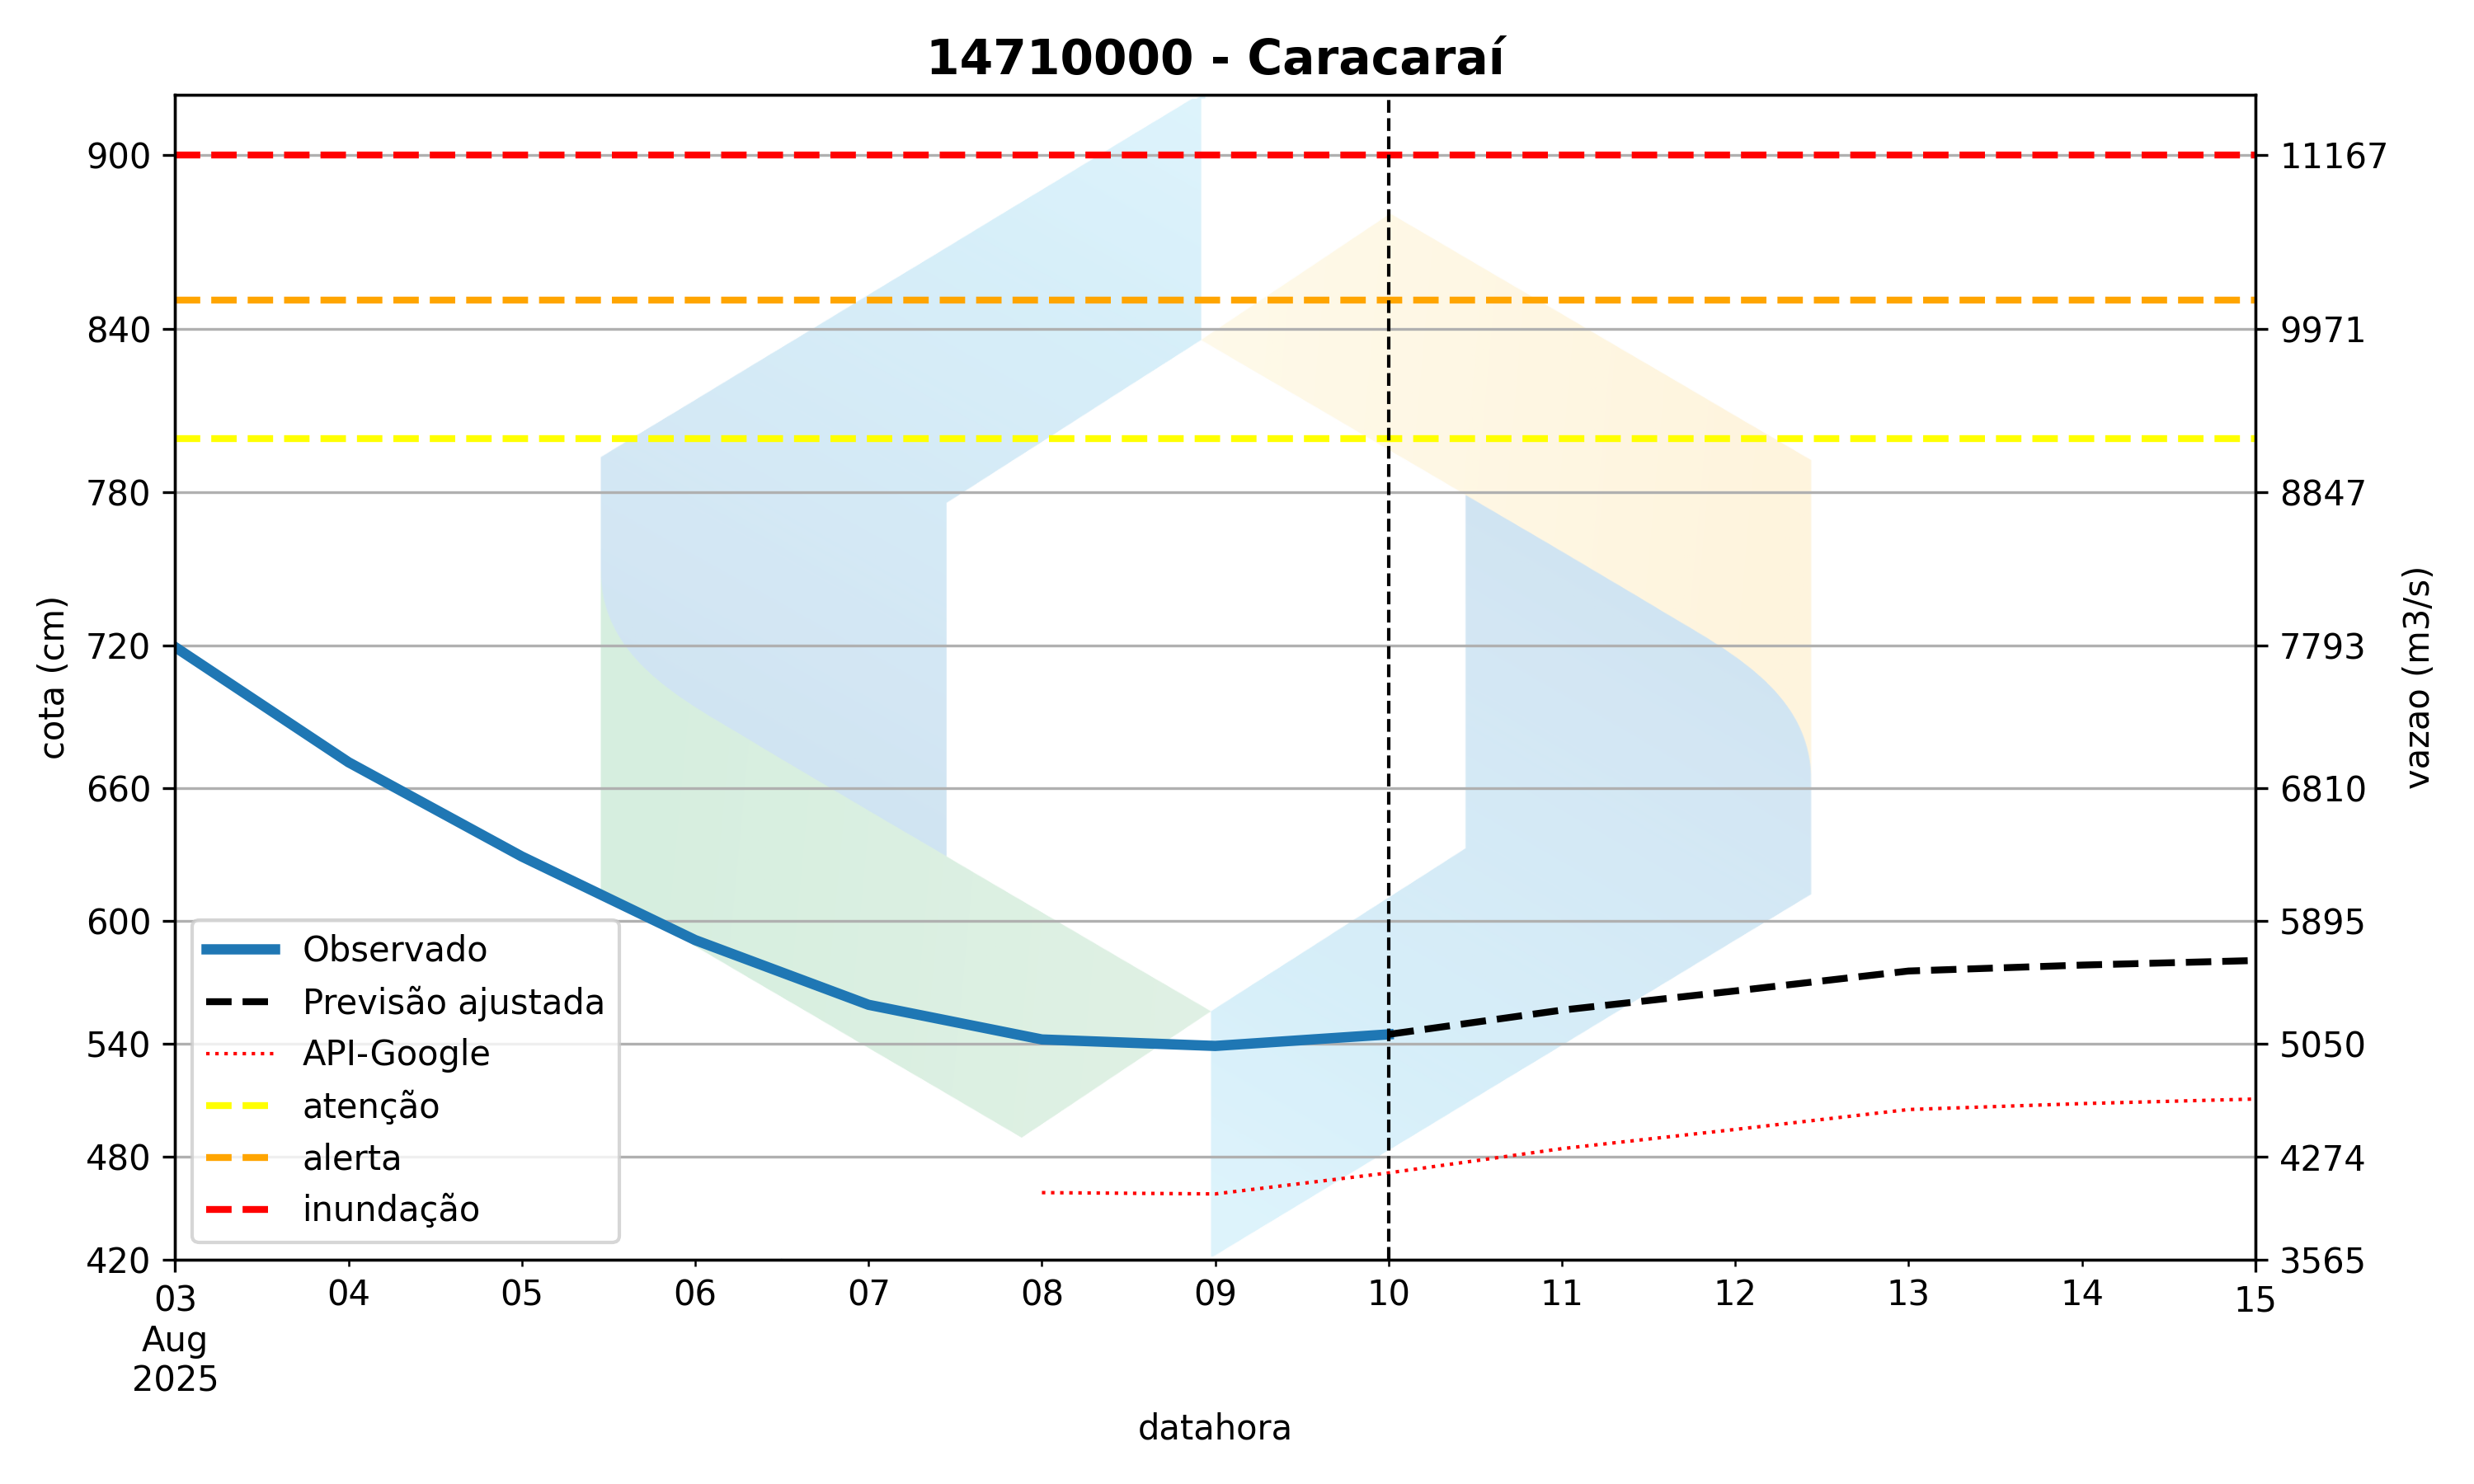 14710000 - Caracaraí
900
840
780
720
660
600
540
480
420
cota (cm)
11167
9971
8847
7793
6810
5895
5050
4274
3565
vazao (m3/s)
Observado
Previsão ajustada
API-Google
atenção
alerta
inundação
03 04 05 06 07 08 09 10 11 12 13 14 15
Aug
2025
datahora